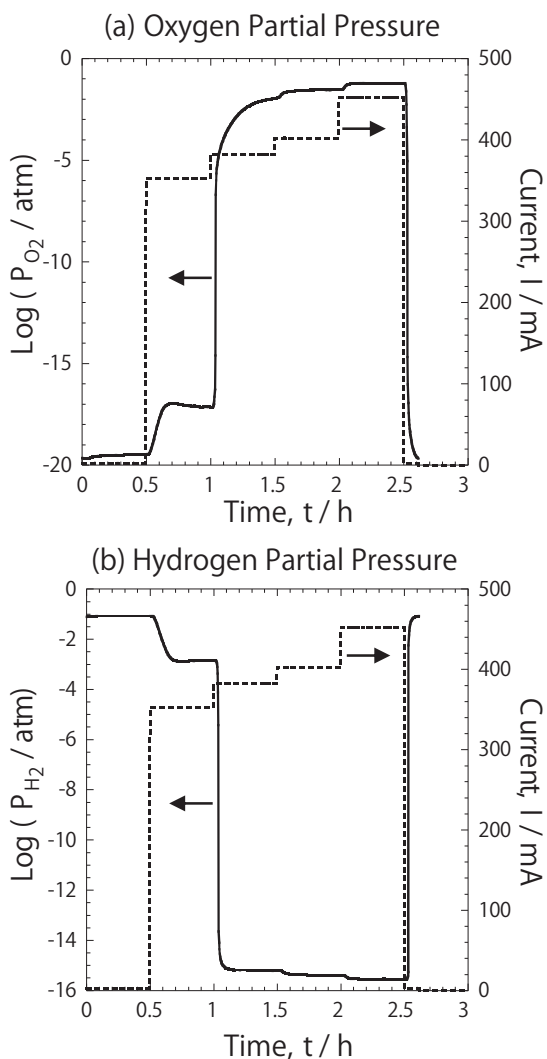 (a) Oxygen Partial Pressure
0
-5
-10
-15
-20
Log ( P_O2 / atm)
500
400
300
200
100
0
Current, I / mA
0 0.5 1 1.5 2 2.5 3
Time, t / h
(b) Hydrogen Partial Pressure
0
-2
-4
-6
-8
-10
-12
-14
-16
Log ( P_H2 / atm)
500
400
300
200
100
0
Current, I / mA
0 0.5 1 1.5 2 2.5 3
Time, t / h